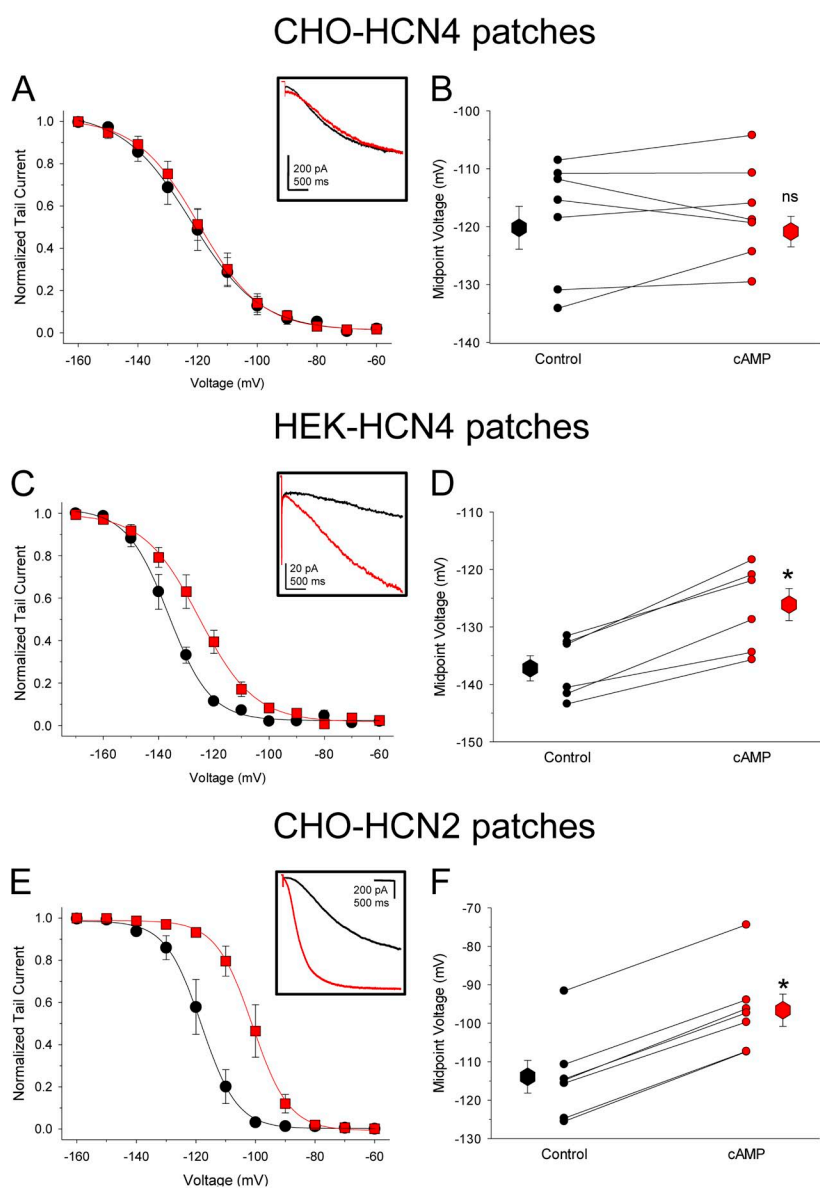 CHO-HCN4 patches
A
Normalized Tail Current
1.0
0.8
0.6
0.4
0.2
0.0
-160
-140
-120
-100
-80
-60
Voltage (mV)
200 pA
500 ms
B
Midpoint Voltage (mV)
-100
-110
-120
-130
-140
ns
Control
cAMP
HEK-HCN4 patches
C
Normalized Tail Current
1.0
0.8
0.6
0.4
0.2
0.0
-160
-140
-120
-100
-80
-60
Voltage (mV)
20 pA
500 ms
D
Midpoint Voltage (mV)
-110
-120
-130
-140
-150
*
Control
cAMP
CHO-HCN2 patches
E
Normalized Tail Current
1.0
0.8
0.6
0.4
0.2
0.0
-160
-140
-120
-100
-80
-60
Voltage (mV)
200 pA
500 ms
F
Midpoint Voltage (mV)
-70
-80
-90
-100
-110
-120
-130
*
Control
cAMP